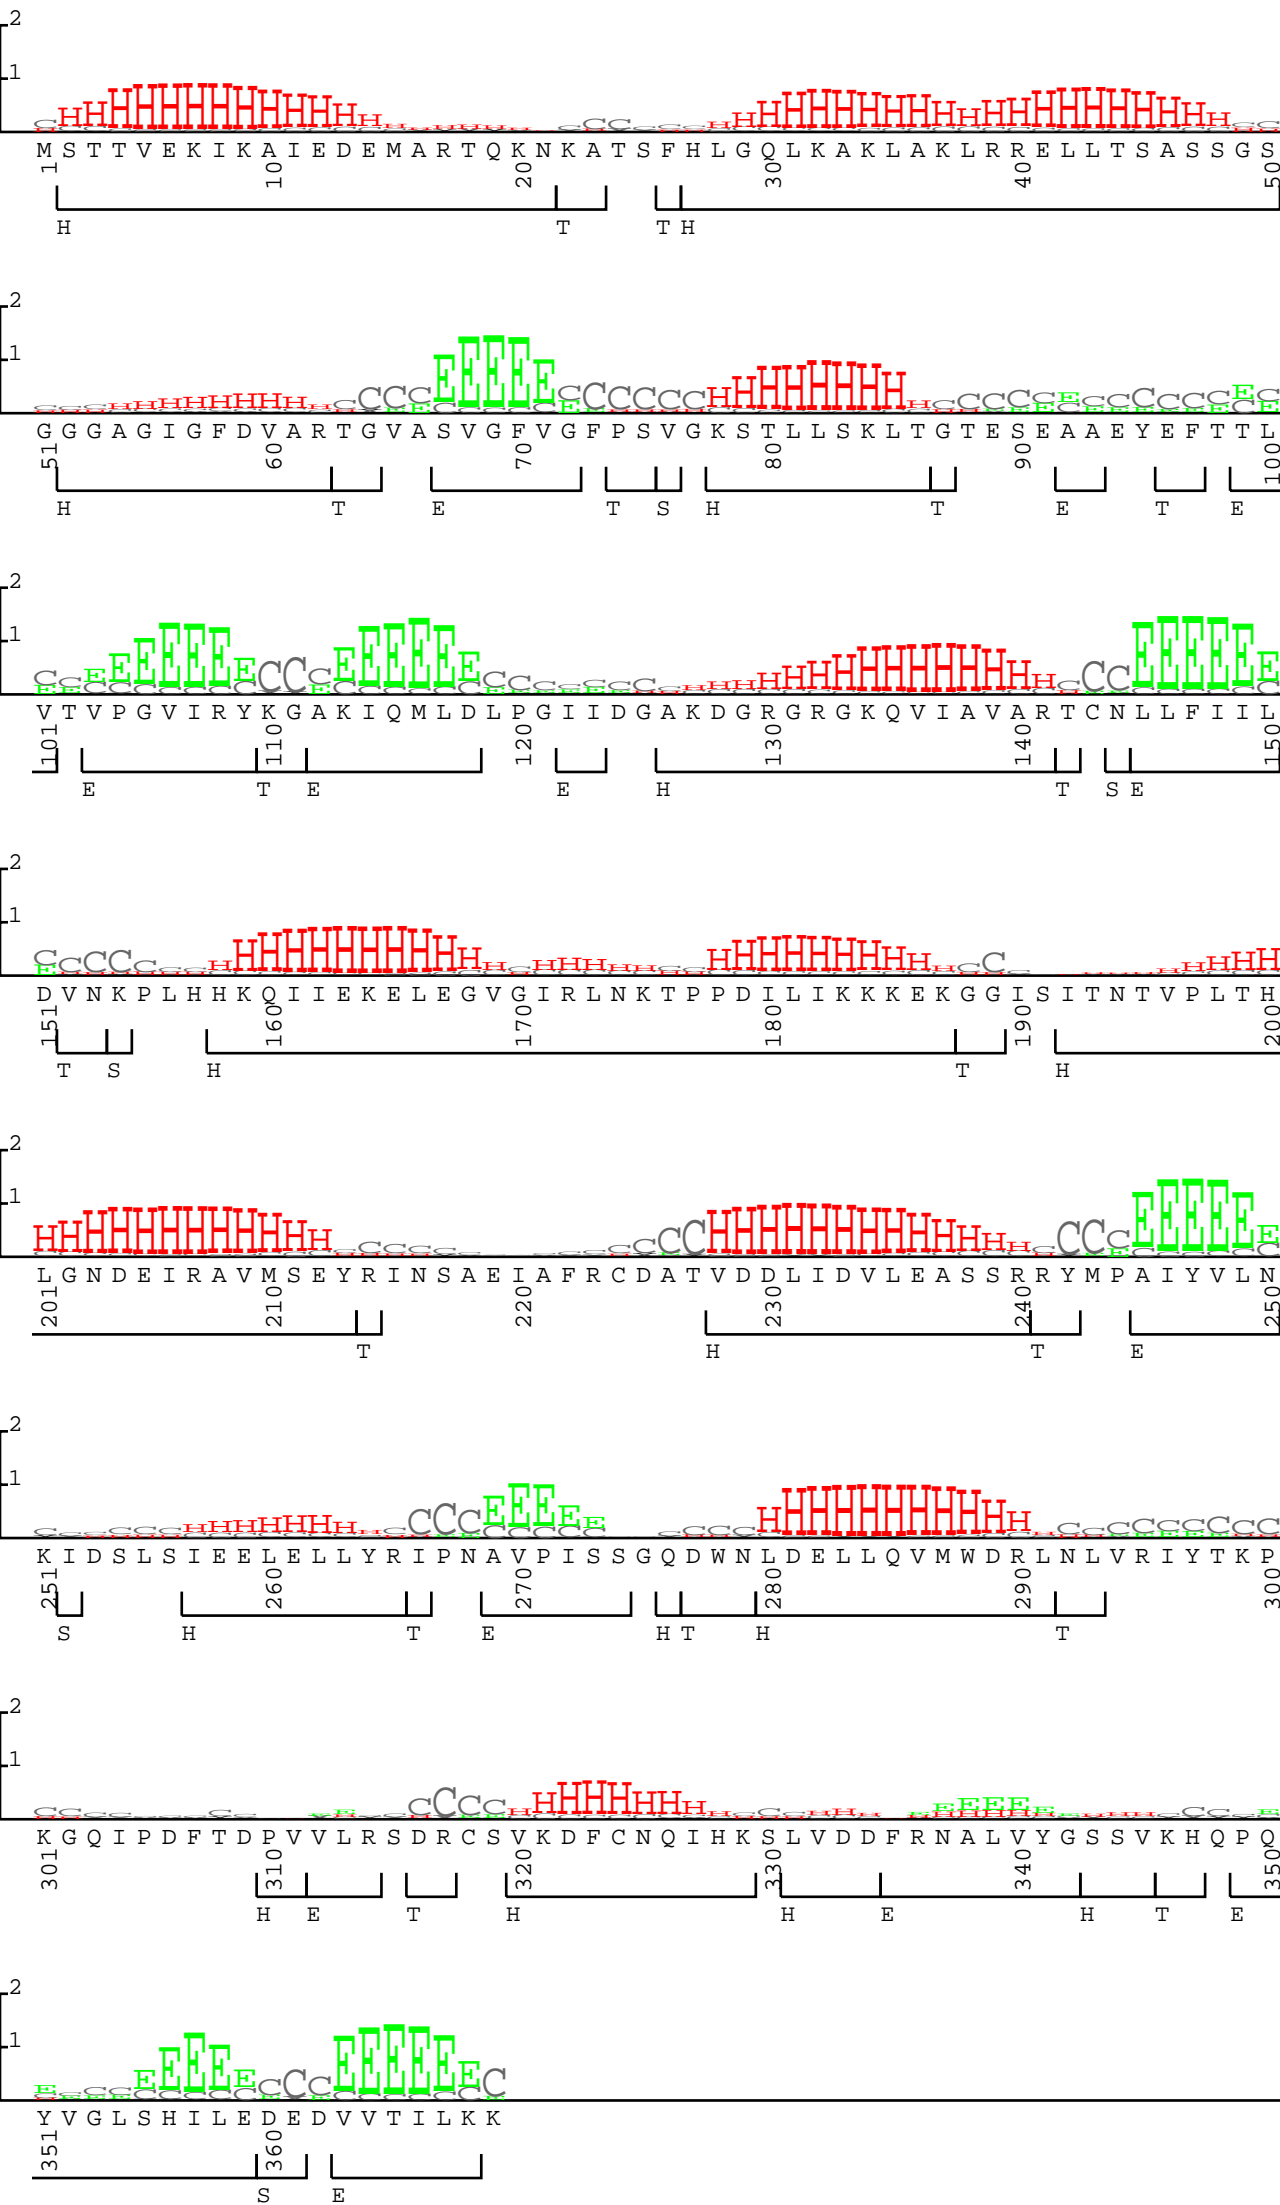 2
1
M S T T V E K I K A I E D E M A R T Q K N K A T S F H L G Q L K A K L A K L R R E L L T S A S S G S
1 10 20 30 40 50
H T T H
2
1
G G G A G I G F D V A R T G V A S V G F V G F P S V G K S T L L S K L T G T E S E A A E Y E F T T L
51 60 70 80 90 100
H T E T S H T E T E
2
1
V T V P G V I R Y K G A K I Q M L D L P G I I D G A K D G R G R G K Q V I A V A R T C N L L F I I L
101 110 120 130 140 150
E T E E H T S E
2
1
D V N K P L H H K Q I I E K E L E G V G I R L N K T P P D I L I K K K E K G G I S I T N T V P L T H
151 160 170 180 190 200
T S H T H
2
1
L G N D E I R A V M S E Y R I N S A E I A F R C D A T V D D L I D V L E A S S R R Y M P A I Y V L N
201 210 220 230 240 250
T H T E
2
1
K I D S L S I E E L E L L Y R I P N A V P I S S G Q D W N L D E L L Q V M W D R L N L V R I Y T K P
251 260 270 280 290 300
S H T E H T H T
2
1
K G Q I P D F T D P V V L R S D R C S V K D F C N Q I H K S L V D D F R N A L V Y G S S V K H Q P Q
301 310 320 330 340 350
H E T H H E H T E
2
1
Y V G L S H I L E D E D V V T I L K K
351 360
S E